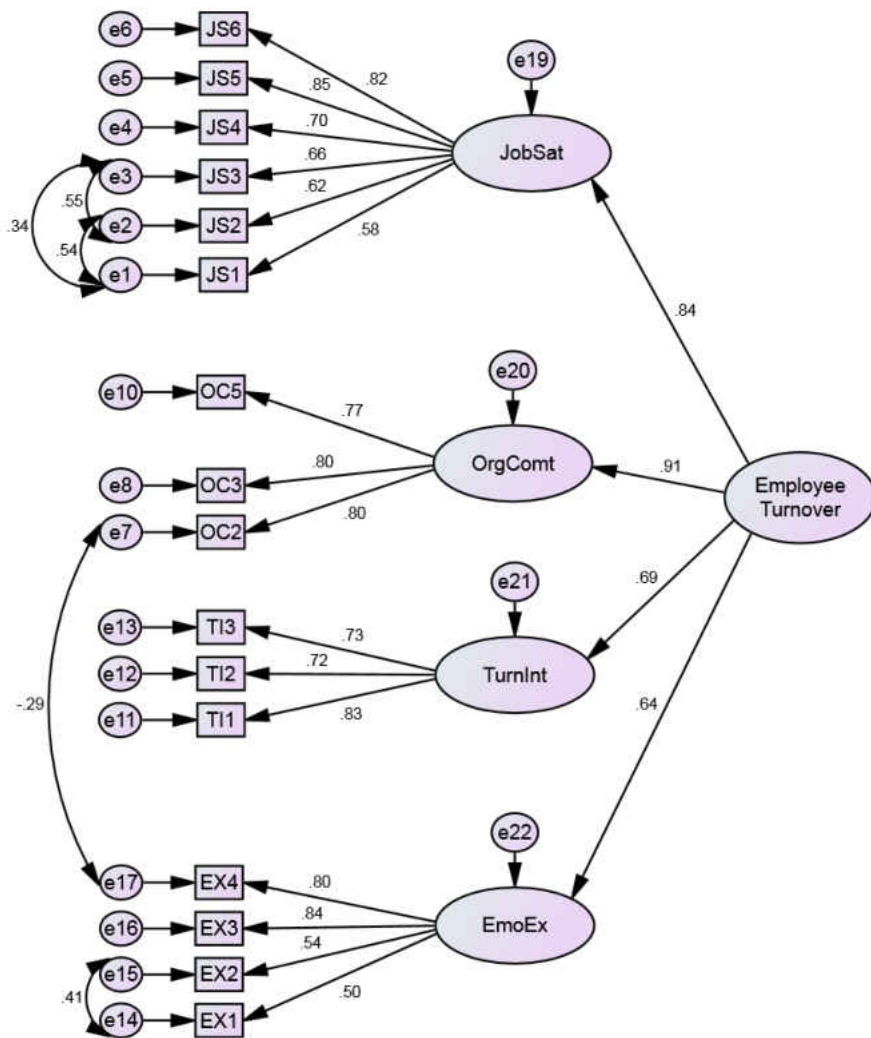 e6
JS6
.82
e19
e5
JS5
.85
e4
JS4
.70
JobSat
e3
JS3
.66
.55
e2
JS2
.62
.34
.54
.58
e1
JS1
.84
e20
e10
OC5
.77
OrgComt
.91
e8
OC3
.80
Employee
Turnover
e7
OC2
.80
.69
e21
e13
TI3
.73
e12
TI2
.72
TurnInt
-.29
e11
TI1
.83
.64
e22
e17
EX4
.80
e16
EX3
.84
EmoEx
.54
e15
EX2
.41
.50
e14
EX1